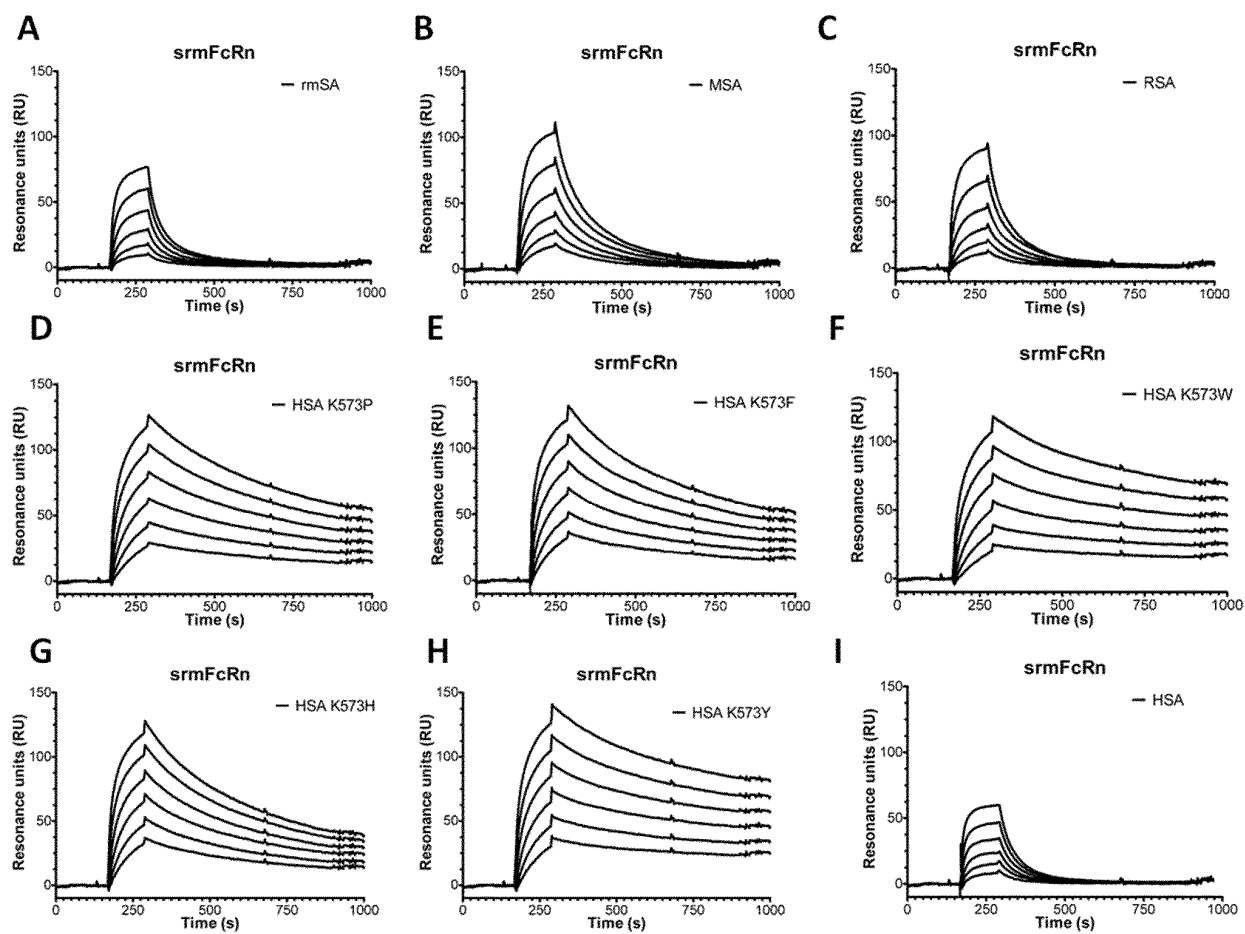 A
srmFcRn
rmSA
Resonance units (RU)
150
100
50
0
0 250 500 750 1000
Time (s)
B
srmFcRn
MSA
Resonance units (RU)
150
100
50
0
0 250 500 750 1000
Time (s)
C
srmFcRn
RSA
Resonance units (RU)
150
100
50
0
0 250 500 750 1000
Time (s)
D
srmFcRn
HSA K573P
Resonance units (RU)
150
100
50
0
0 250 500 750 1000
Time (s)
E
srmFcRn
HSA K573F
Resonance units (RU)
150
100
50
0
0 250 500 750 1000
Time (s)
F
srmFcRn
HSA K573W
Resonance units (RU)
150
100
50
0
0 250 500 750 1000
Time (s)
G
srmFcRn
HSA K573H
Resonance units (RU)
150
100
50
0
0 250 500 750 1000
Time (s)
H
srmFcRn
HSA K573Y
Resonance units (RU)
150
100
50
0
0 250 500 750 1000
Time (s)
I
srmFcRn
HSA
Resonance units (RU)
150
100
50
0
0 250 500 750 1000
Time (s)